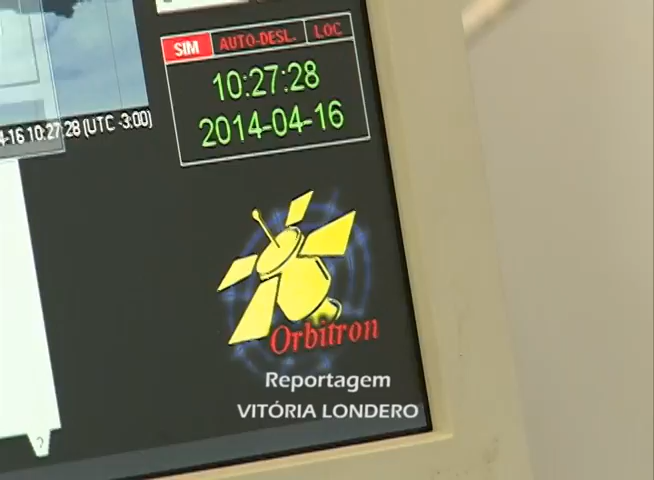 SIM AUTO-DESL. LOC
10:27:28
2014-04-16
4-16 10:27:28 (UTC -3:00)
Orbitron
Reportagem
VITÓRIA LONDERO